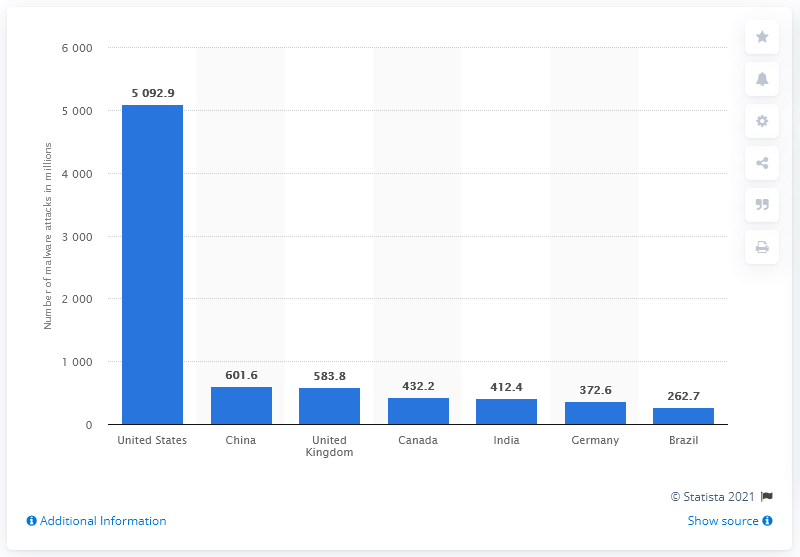 Number of malware attacks in millions
6 000
5 000
4 000
3 000
2 000
1 000
0
5 092.9
601.6
583.8
432.2
412.4
372.6
262.7
United States
China
United
Kingdom
Canada
India
Germany
Brazil
© Statista 2021
Additional Information
Show source